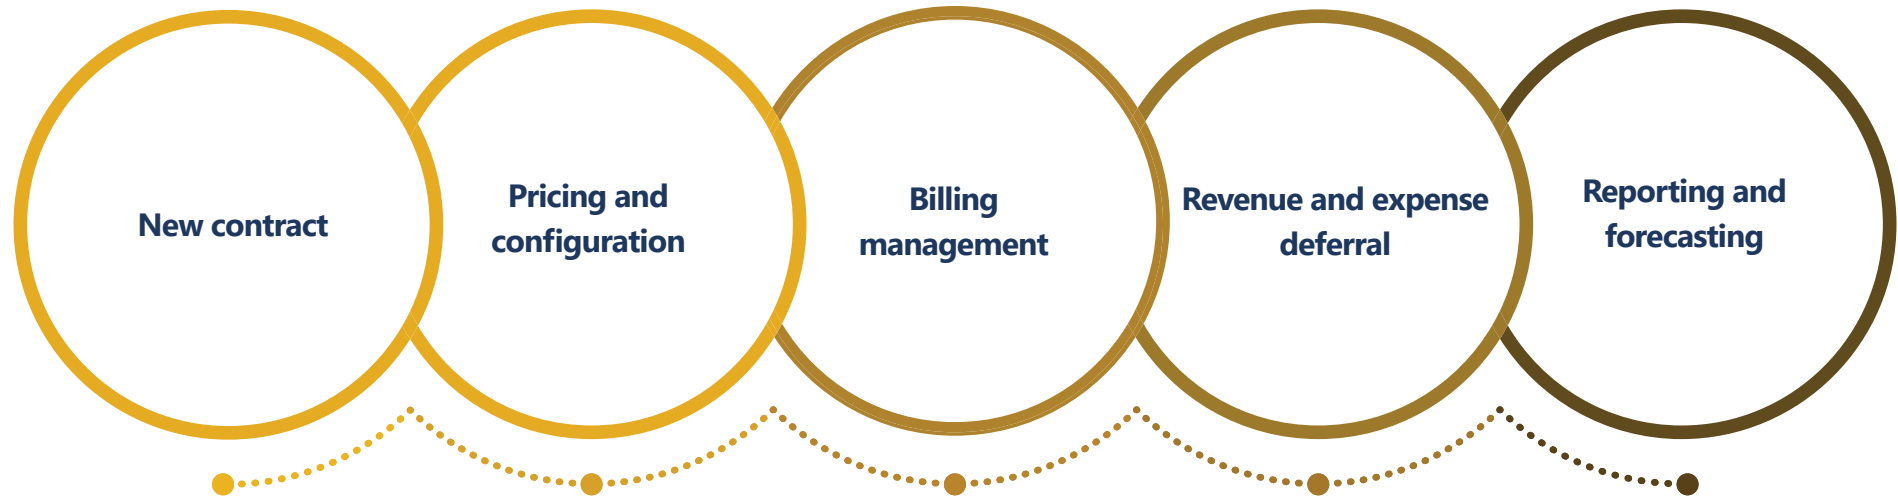 New contract
Pricing and
configuration
Billing
management
Revenue and expense
deferral
Reporting and
forecasting